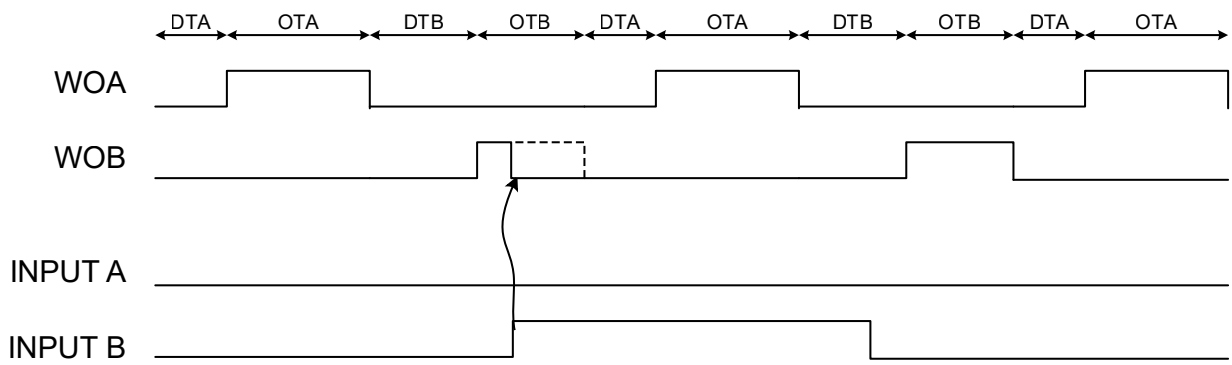 DTA OTA DTB OTB DTA OTA DTB OTB DTA OTA
WOA
WOB
INPUT A
INPUT B